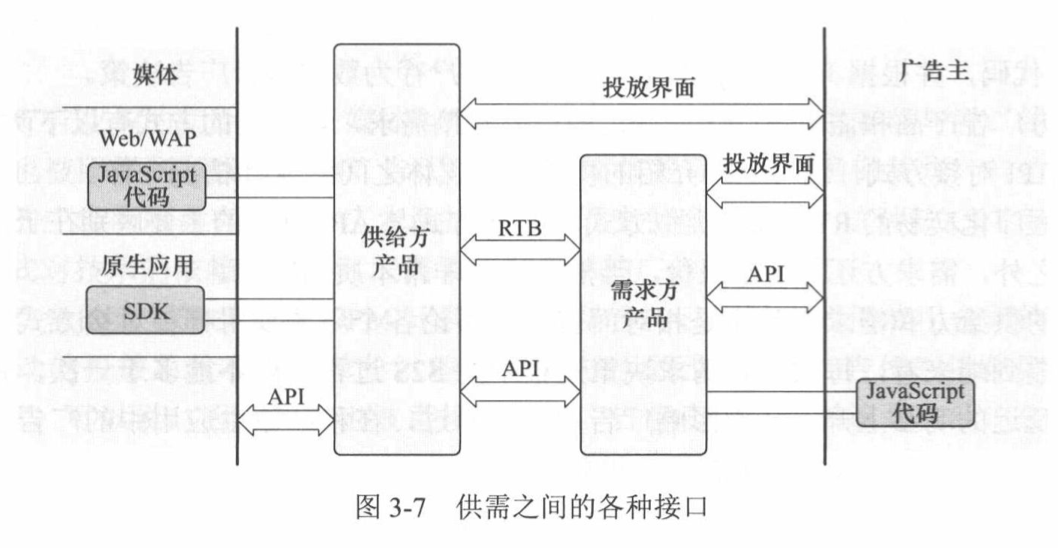 媒体
广告主
投放界面
Web/WAP
JavaScript
代码
投放界面
供给方
产品
RTB
原生应用
SDK
需求方
产品
API
API
API
JavaScript
代码
图 3-7 供需之间的各种接口